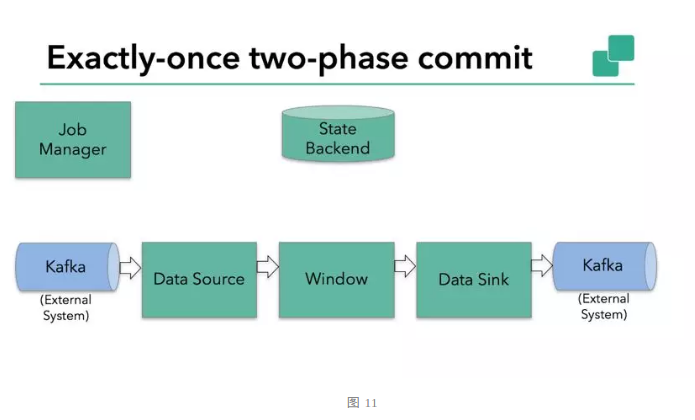 Exactly-once two-phase commit
Job
Manager
State
Backend
Kafka
(External
System)
Data Source
Window
Data Sink
Kafka
(External
System)
图 11